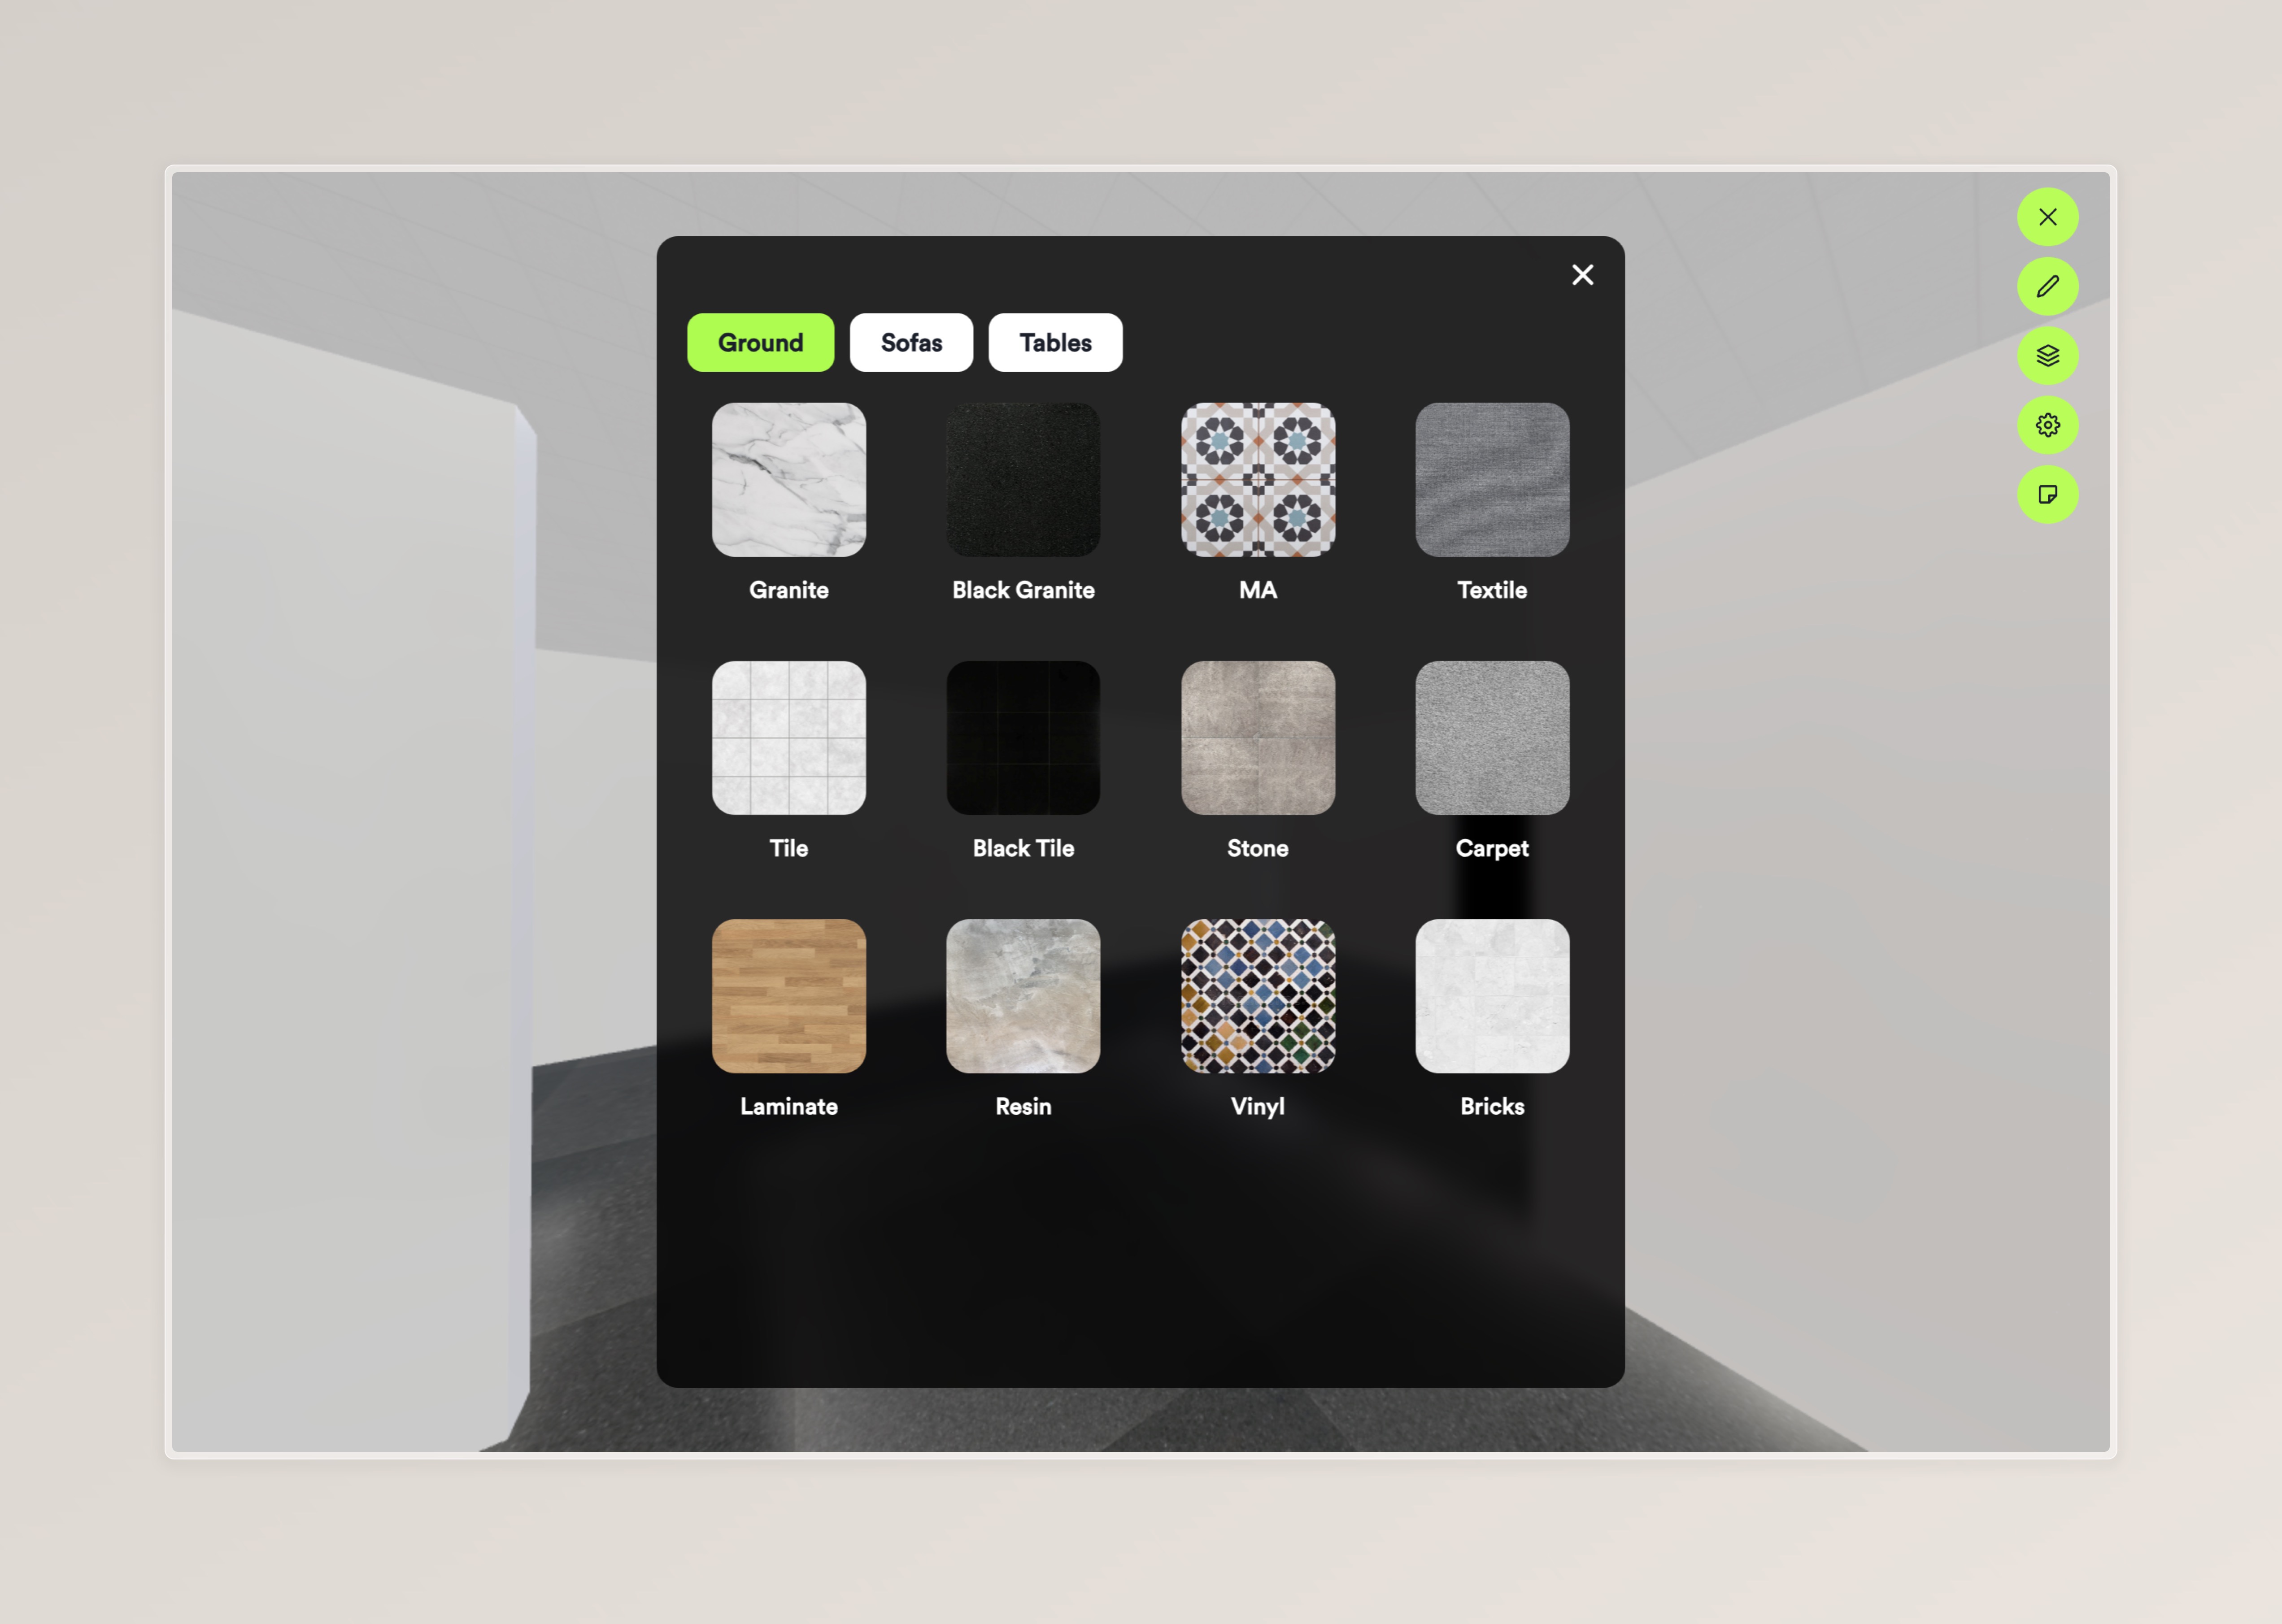 Ground Sofas Tables
Granite Black Granite MA Textile
Tile Black Tile Stone Carpet
Laminate Resin Vinyl Bricks